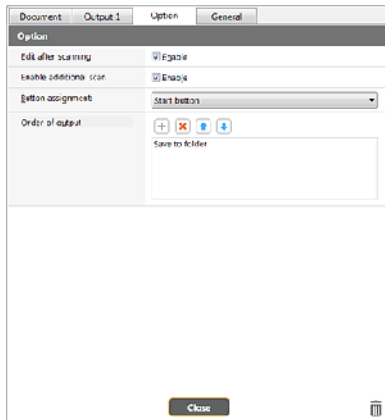 Document Output 1 Option General
Option
Edit after scanning Enable
Enable additional scan Enable
Button assignment: Start button
Order of output
Save to folder
Close